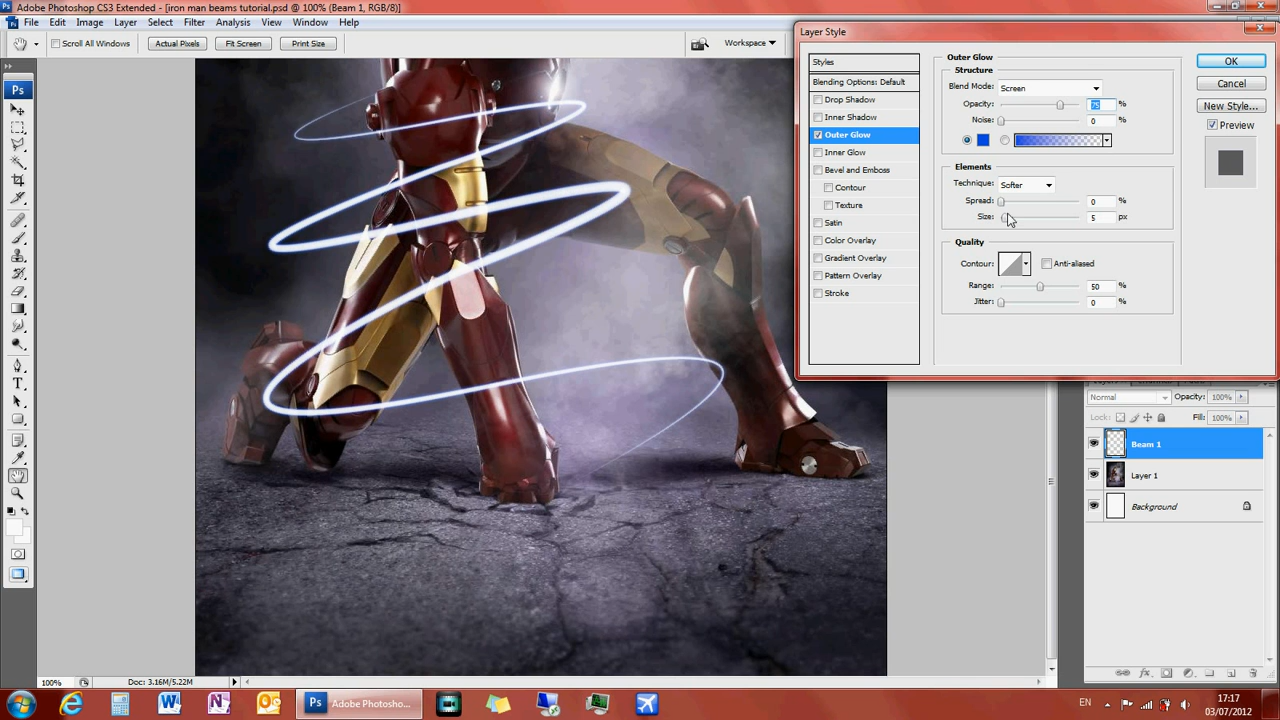 Adobe Photoshop CS3 Extended - [iron man beams tutorial.psd @ 100% (Beam 1, RGB/8)]
File Edit Image Layer Select Filter Analysis View Window Help
Scroll All Windows Actual Pixels Fit Screen Print Size Workspace
Ps
T
Layer Style
Styles
Blending Options: Default
Drop Shadow
Inner Shadow
Outer Glow
Inner Glow
Bevel and Emboss
Contour
Texture
Satin
Color Overlay
Gradient Overlay
Pattern Overlay
Stroke
Outer Glow
Structure
Blend Mode: Screen
Opacity: 75 %
Noise: 0 %
Elements
Technique: Softer
Spread: 0 %
Size: 5 px
Quality
Contour: Anti-aliased
Range: 50 %
Jitter: 0 %
OK
Cancel
New Style...
Preview
Normal Opacity: 100%
Lock: Fill: 100%
Beam 1
Layer 1
Background
100% Doc: 3.16M/5.22M
Ps Adobe Photosho...
EN
17:17
03/07/2012